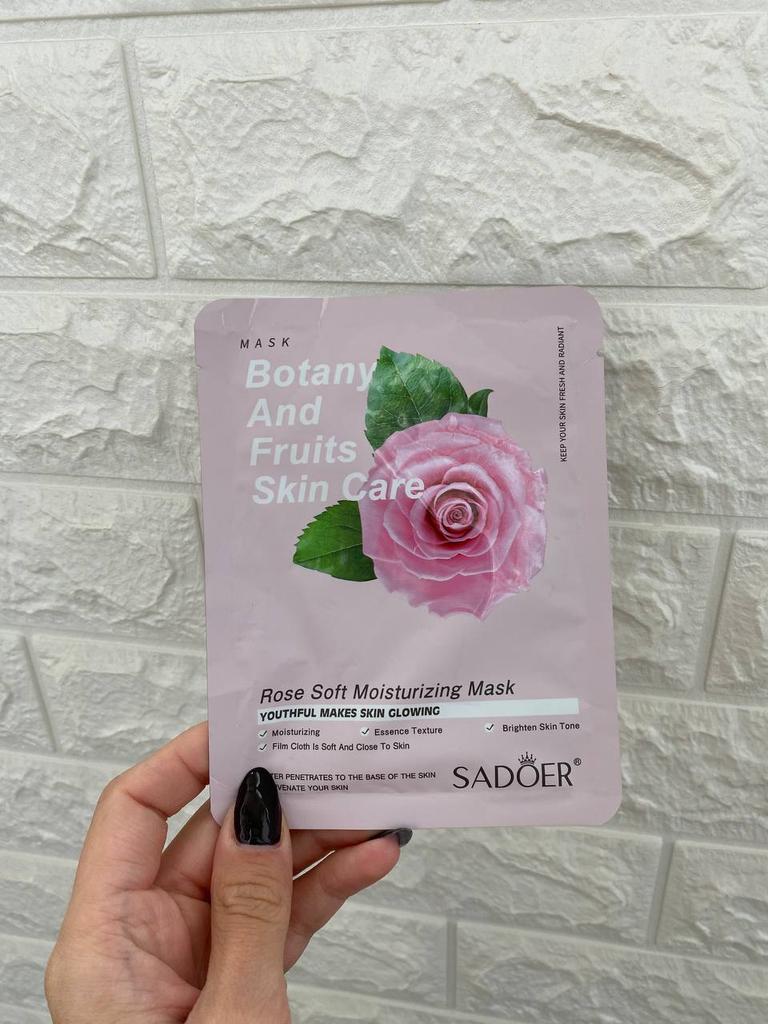 MASK
Botany
And
Fruits
Skin Care
KEEP YOUR SKIN FRESH AND RADIANT
Rose Soft Moisturizing Mask
YOUTHFUL MAKES SKIN GLOWING
Moisturizing Essence Texture Brighten Skin Tone
Film Cloth Is Soft And Close To Skin
PENETRATES TO THE BASE OF THE SKIN
YOUR SKIN
SADOER®